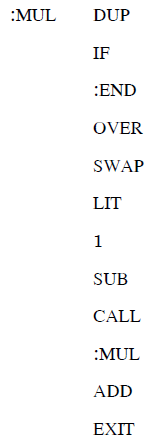 :MUL DUP
IF
:END
OVER
SWAP
LIT
1
SUB
CALL
:MUL
ADD
EXIT